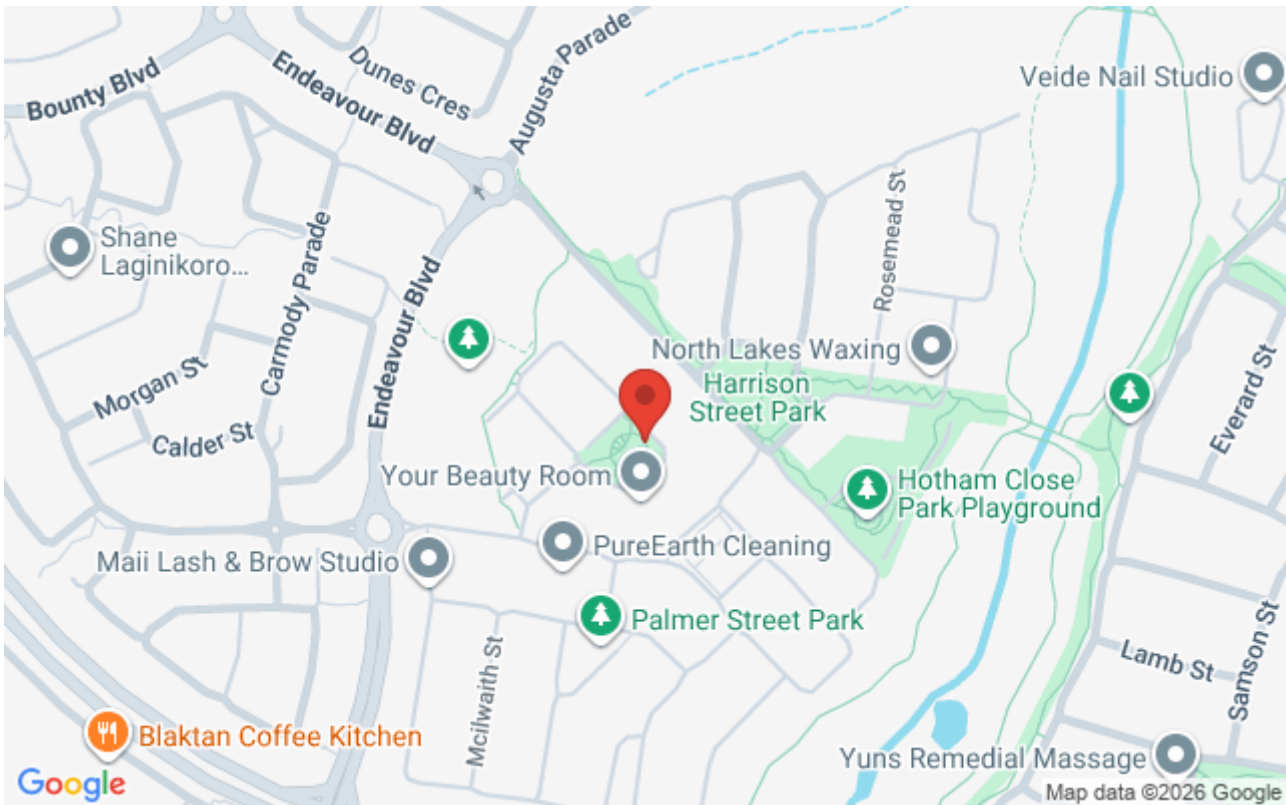 Bounty Blvd
Endeavour Blvd
Dunes Cres
Augusta Parade
Veide Nail Studio
Shane
Laginikoro...
Carmody Parade
Endeavour Blvd
Rosemead St
North Lakes Waxing
Harrison
Street Park
Morgan St
Calder St
Everard St
Your Beauty Room
Hotham Close
Park Playground
Maii Lash & Brow Studio
PureEarth Cleaning
Palmer Street Park
Mcilwaith St
Lamb St
Samson St
Blaktan Coffee Kitchen
Yuns Remedial Massage
Google
Map data ©2026 Google